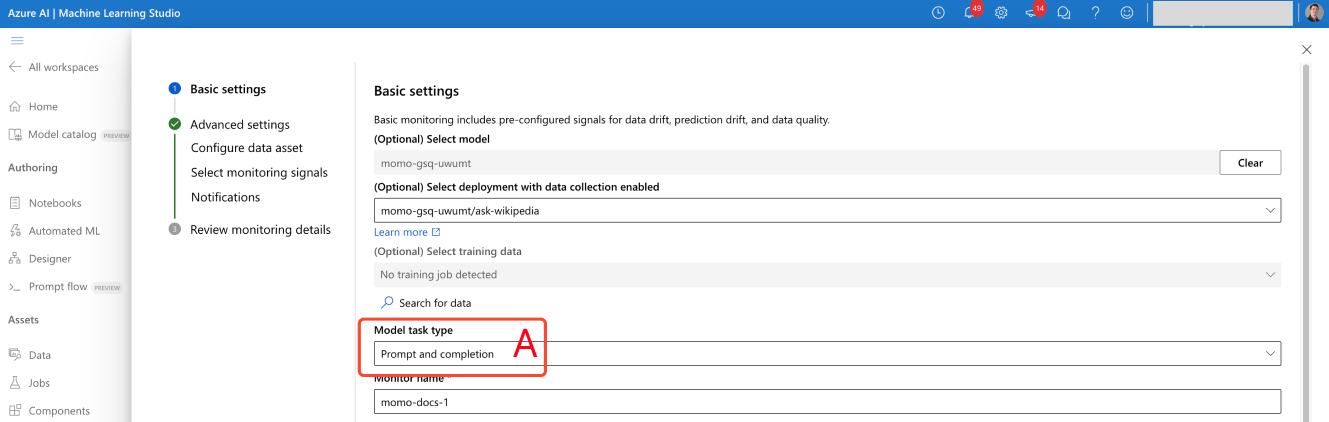 Azure AI | Machine Learning Studio
49
14
All workspaces
Home
Model catalog PREVIEW
Authoring
Notebooks
Automated ML
Designer
Prompt flow PREVIEW
Assets
Data
Jobs
Components
1 Basic settings
Advanced settings
Configure data asset
Select monitoring signals
Notifications
3 Review monitoring details
Basic settings
Basic monitoring includes pre-configured signals for data drift, prediction drift, and data quality.
(Optional) Select model
momo-gsq-uwumt
Clear
(Optional) Select deployment with data collection enabled
momo-gsq-uwumt/ask-wikipedia
Learn more
(Optional) Select training data
No training job detected
Search for data
Model task type
A
Prompt and completion
Monitor name *
momo-docs-1